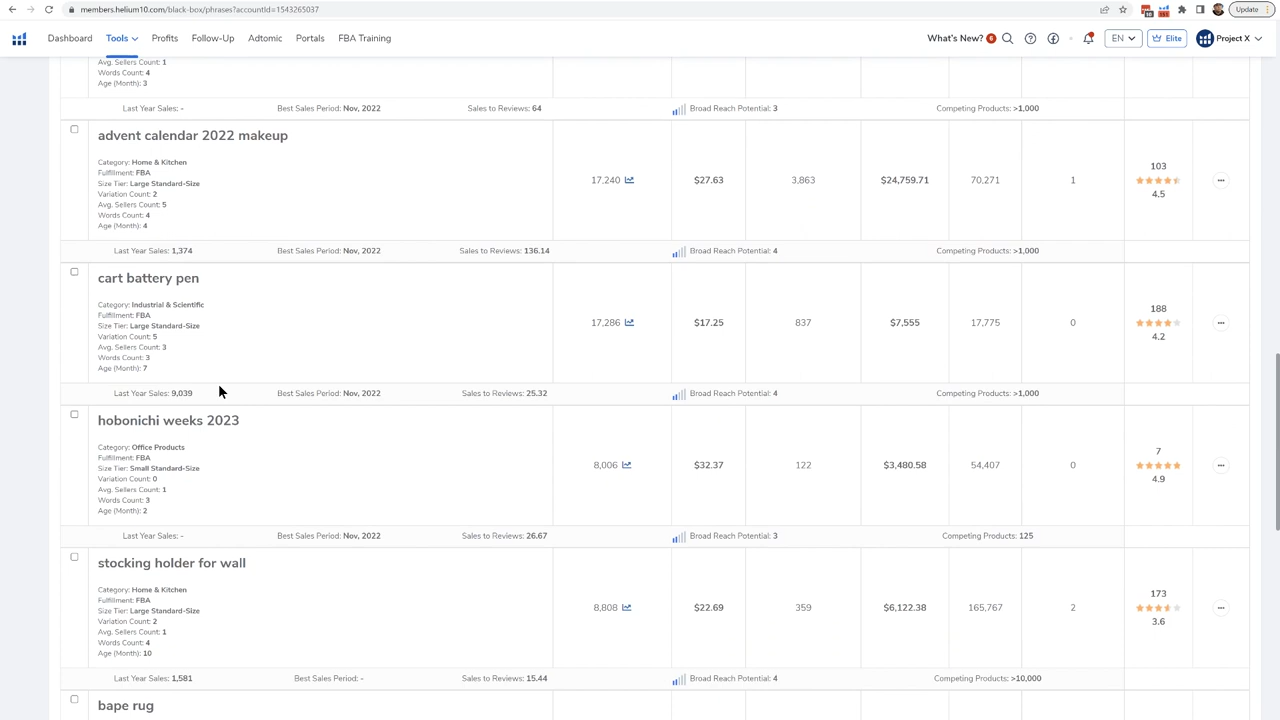 members.helium10.com/black-box/phrases?accountId=1543265037
Update
Dashboard
Tools
Profits
Follow-Up
Adtomic
Portals
FBA Training
What's New? 6
EN
Elite
Project X
Avg. Sellers Count: 1
Words Count: 4
Age (Month): 3
Last Year Sales: -
Best Sales Period: Nov, 2022
Sales to Reviews: 64
Broad Reach Potential: 3
Competing Products: >1,000
advent calendar 2022 makeup
Category: Home & Kitchen
Fulfillment: FBA
Size Tier: Large Standard-Size
Variation Count: 2
Avg. Sellers Count: 5
Words Count: 4
Age (Month): 4
17,240
$27.63
3,863
$24,759.71
70,271
1
103
4.5
Last Year Sales: 1,374
Best Sales Period: Nov, 2022
Sales to Reviews: 136.14
Broad Reach Potential: 4
Competing Products: >1,000
cart battery pen
Category: Industrial & Scientific
Fulfillment: FBA
Size Tier: Large Standard-Size
Variation Count: 5
Avg. Sellers Count: 3
Words Count: 3
Age (Month): 7
17,286
$17.25
837
$7,555
17,775
0
188
4.2
Last Year Sales: 9,039
Best Sales Period: Nov, 2022
Sales to Reviews: 25.32
Broad Reach Potential: 4
Competing Products: >1,000
hobonichi weeks 2023
Category: Office Products
Fulfillment: FBA
Size Tier: Small Standard-Size
Variation Count: 0
Avg. Sellers Count: 1
Words Count: 3
Age (Month): 2
8,006
$32.37
122
$3,480.58
54,407
0
7
4.9
Last Year Sales: -
Best Sales Period: Nov, 2022
Sales to Reviews: 26.67
Broad Reach Potential: 3
Competing Products: 125
stocking holder for wall
Category: Home & Kitchen
Fulfillment: FBA
Size Tier: Large Standard-Size
Variation Count: 2
Avg. Sellers Count: 1
Words Count: 4
Age (Month): 10
8,808
$22.69
359
$6,122.38
165,767
2
173
3.6
Last Year Sales: 1,581
Best Sales Period: -
Sales to Reviews: 15.44
Broad Reach Potential: 4
Competing Products: >10,000
bape rug